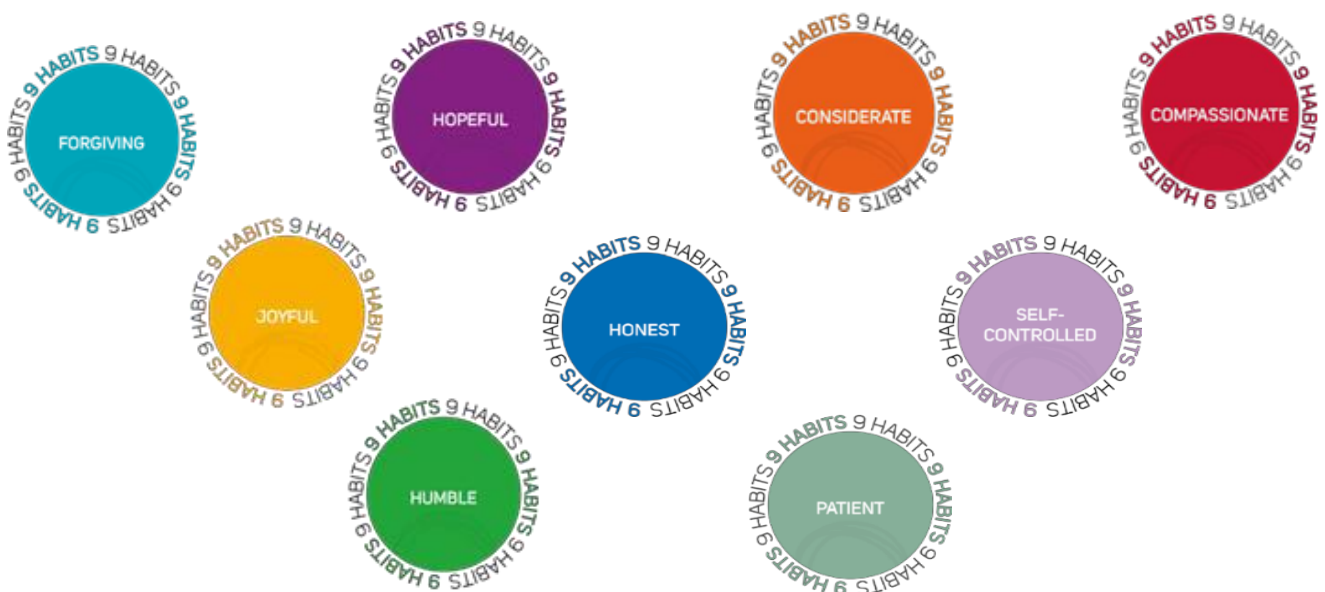 FORGIVING
9 HABITS 9 HABITS 9 HABITS 9 HABITS 9 HABITS 9 HABITS
HOPEFUL
9 HABITS 9 HABITS 9 HABITS 9 HABITS 9 HABITS 9 HABITS
CONSIDERATE
9 HABITS 9 HABITS 9 HABITS 9 HABITS 9 HABITS 9 HABITS
COMPASSIONATE
9 HABITS 9 HABITS 9 HABITS 9 HABITS 9 HABITS 9 HABITS
JOYFUL
9 HABITS 9 HABITS 9 HABITS 9 HABITS 9 HABITS 9 HABITS
HONEST
9 HABITS 9 HABITS 9 HABITS 9 HABITS 9 HABITS 9 HABITS
SELF-
CONTROLLED
9 HABITS 9 HABITS 9 HABITS 9 HABITS 9 HABITS 9 HABITS
HUMBLE
9 HABITS 9 HABITS 9 HABITS 9 HABITS 9 HABITS 9 HABITS
PATIENT
9 HABITS 9 HABITS 9 HABITS 9 HABITS 9 HABITS 9 HABITS